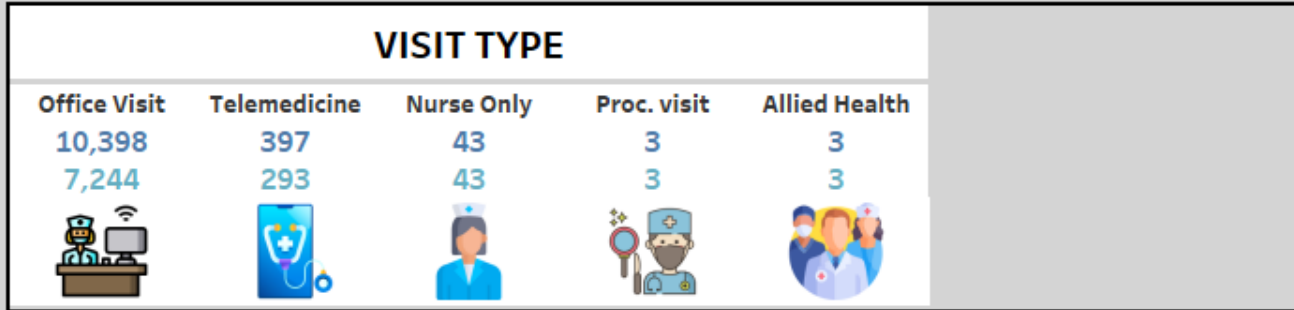 VISIT TYPE
Office Visit Telemedicine Nurse Only Proc. visit Allied Health
10,398 397 43 3 3
7,244 293 43 3 3